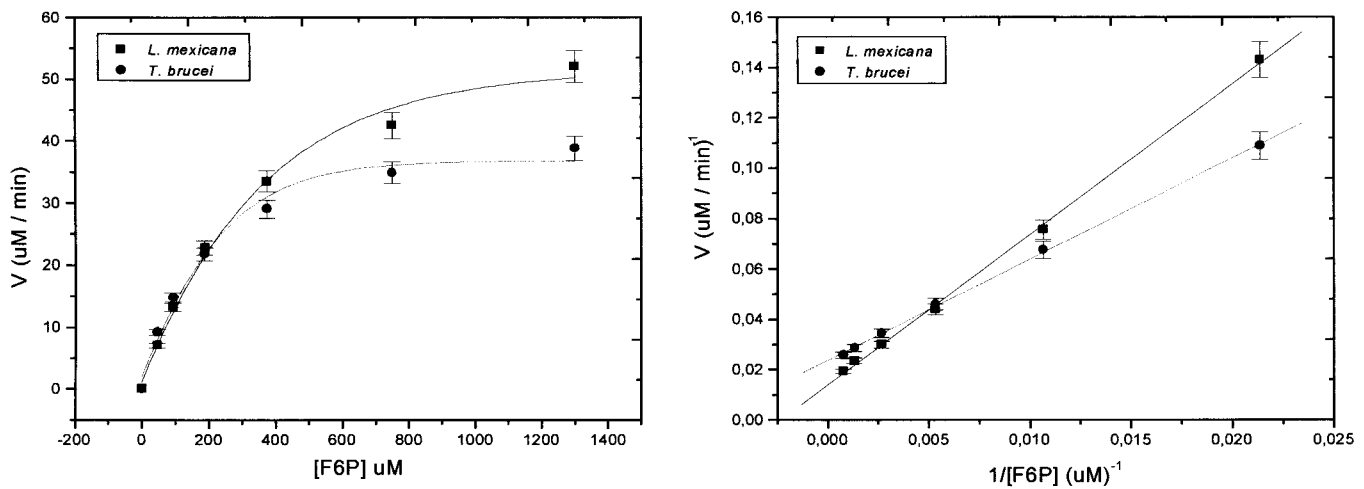 60
50
40
30
20
10
0
V (uM / min)
L. mexicana
T. brucei
-200 0 200 400 600 800 1000 1200 1400
[F6P] uM
0,16
0,14
0,12
0,10
0,08
0,06
0,04
0,02
0,00
V (uM / min)¹
L. mexicana
T. brucei
0,000 0,005 0,010 0,015 0,020 0,025
1/[F6P] (uM)⁻¹